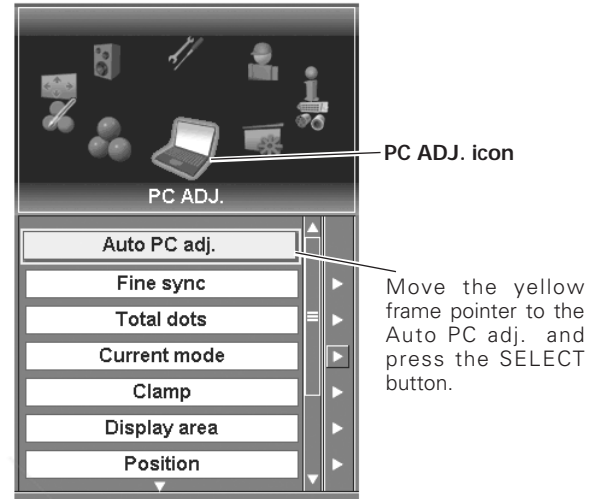 PC ADJ. icon
PC ADJ.
Auto PC adj.
Fine sync
Total dots
Current mode
Clamp
Display area
Position
Move the yellow
frame pointer to the
Auto PC adj. and
press the SELECT
button.